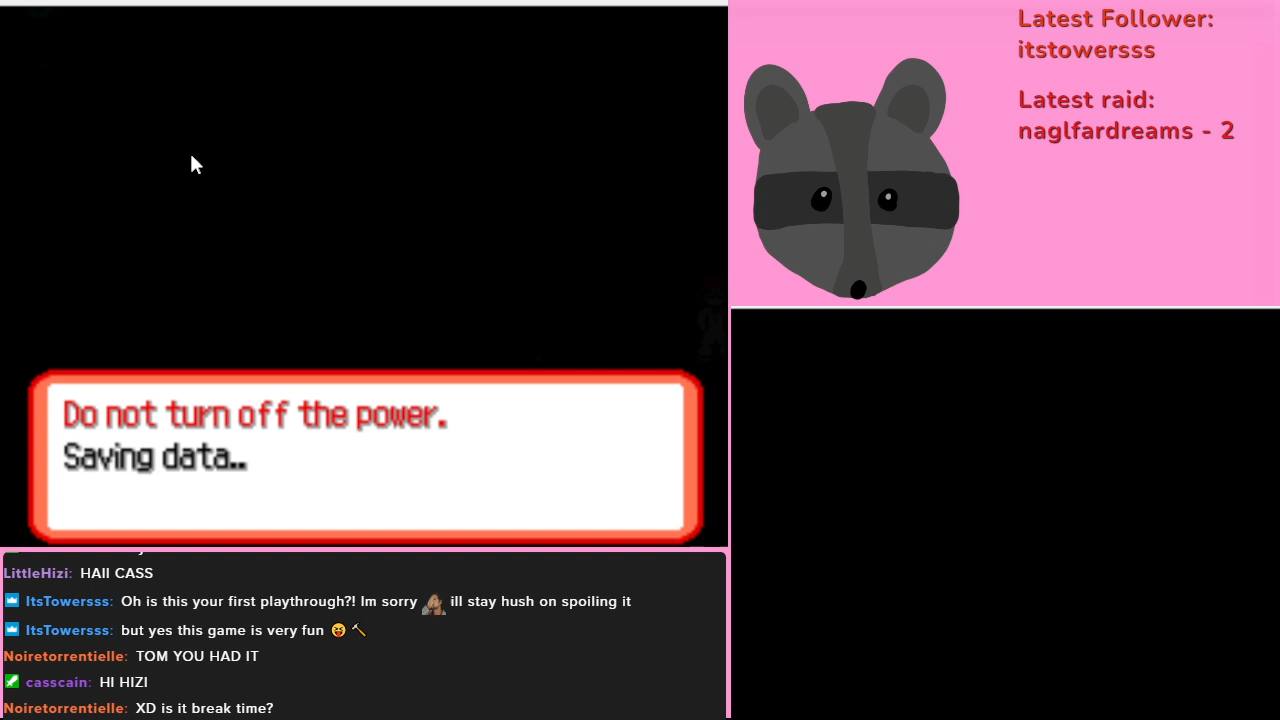 Latest Follower:
itstowersss
Latest raid:
naglfardreams - 2
Do not turn off the power.
Saving data..
LittleHizi: HAII CASS
ItsTowersss: Oh is this your first playthrough?! Im sorry ill stay hush on spoiling it
ItsTowersss: but yes this game is very fun
Noiretorrentielle: TOM YOU HAD IT
casscain: HI HIZI
Noiretorrentielle: XD is it break time?